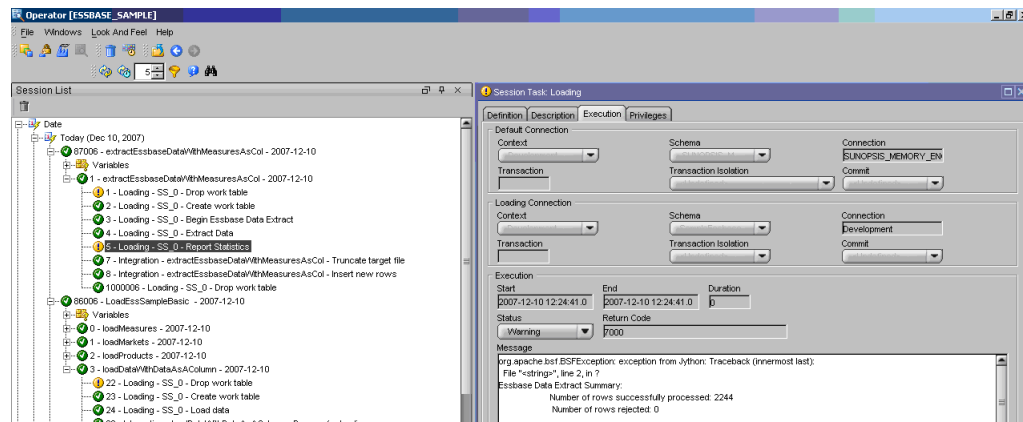 Operator [ESSBASE_SAMPLE]
File Windows Look And Feel Help
5
Session List
Date
Today (Dec 10, 2007)
87006 - extractEssbaseDataWithMeasuresAsCol - 2007-12-10
Variables
1 - extractEssbaseDataWithMeasuresAsCol - 2007-12-10
1 - Loading - SS_0 - Drop work table
2 - Loading - SS_0 - Create work table
3 - Loading - SS_0 - Begin Essbase Data Extract
4 - Loading - SS_0 - Extract Data
5 - Loading - SS_0 - Report Statistics
7 - Integration - extractEssbaseDataWithMeasuresAsCol - Truncate target file
8 - Integration - extractEssbaseDataWithMeasuresAsCol - Insert new rows
1000006 - Loading - SS_0 - Drop work table
86006 - LoadEssSampleBasic - 2007-12-10
Variables
0 - loadMeasures - 2007-12-10
1 - loadMarkets - 2007-12-10
2 - loadProducts - 2007-12-10
3 - loadDataWithDataAsAColumn - 2007-12-10
22 - Loading - SS_0 - Drop work table
23 - Loading - SS_0 - Create work table
24 - Loading - SS_0 - Load data
Session Task: Loading
Definition Description Execution Privileges
Default Connection
Context Schema Connection
SUNOPSIS_MEMORY_EN
Transaction Transaction Isolation Commit
Loading Connection
Context Schema Connection
Development
Transaction Transaction Isolation Commit
Execution
Start End Duration
2007-12-10 12:24:41.0 2007-12-10 12:24:41.0 0
Status Return Code
Warning 7000
Message
org.apache.bsf.BSFException: exception from Jython: Traceback (innermost last):
File "<string>", line 2, in ?
Essbase Data Extract Summary:
Number of rows successfully processed: 2244
Number of rows rejected: 0